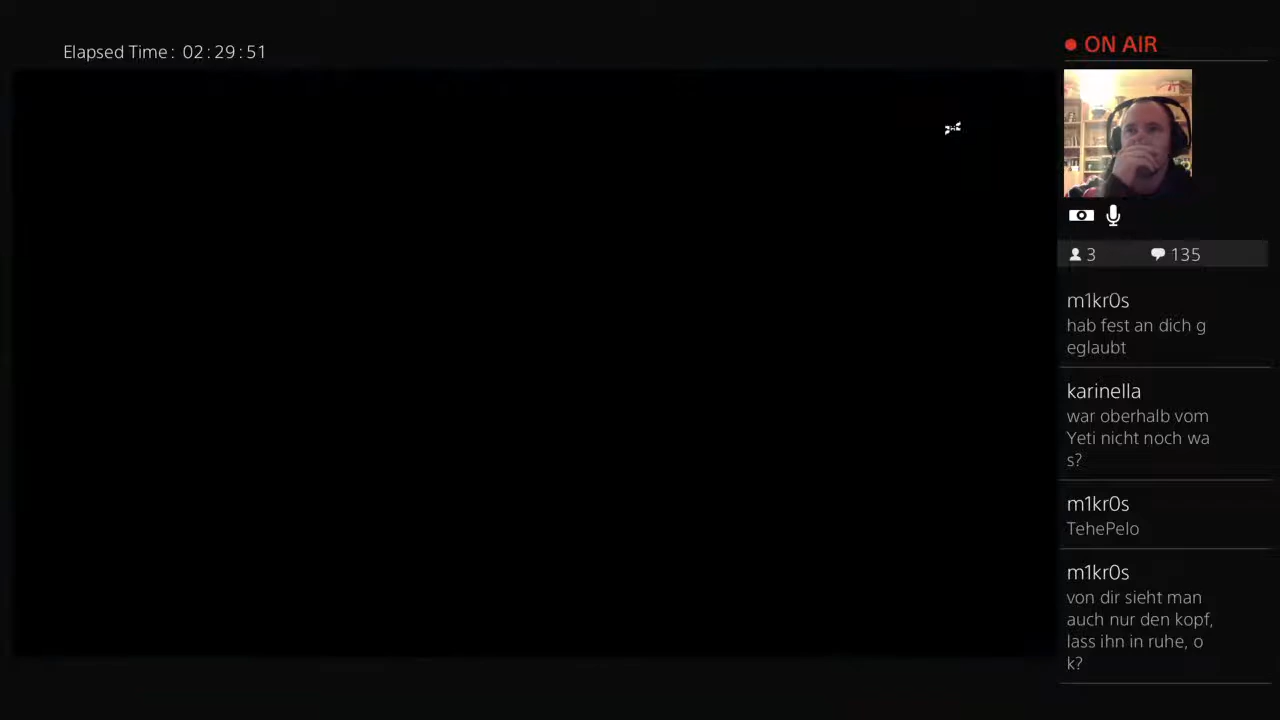 Elapsed Time: 02:29:51
ON AIR
3 135
m1kr0s
hab fest an dich g
eglaubt
karinella
war oberhalb vom
Yeti nicht noch wa
s?
m1kr0s
TehePelo
m1kr0s
von dir sieht man
auch nur den kopf,
lass ihn in ruhe, o
k?